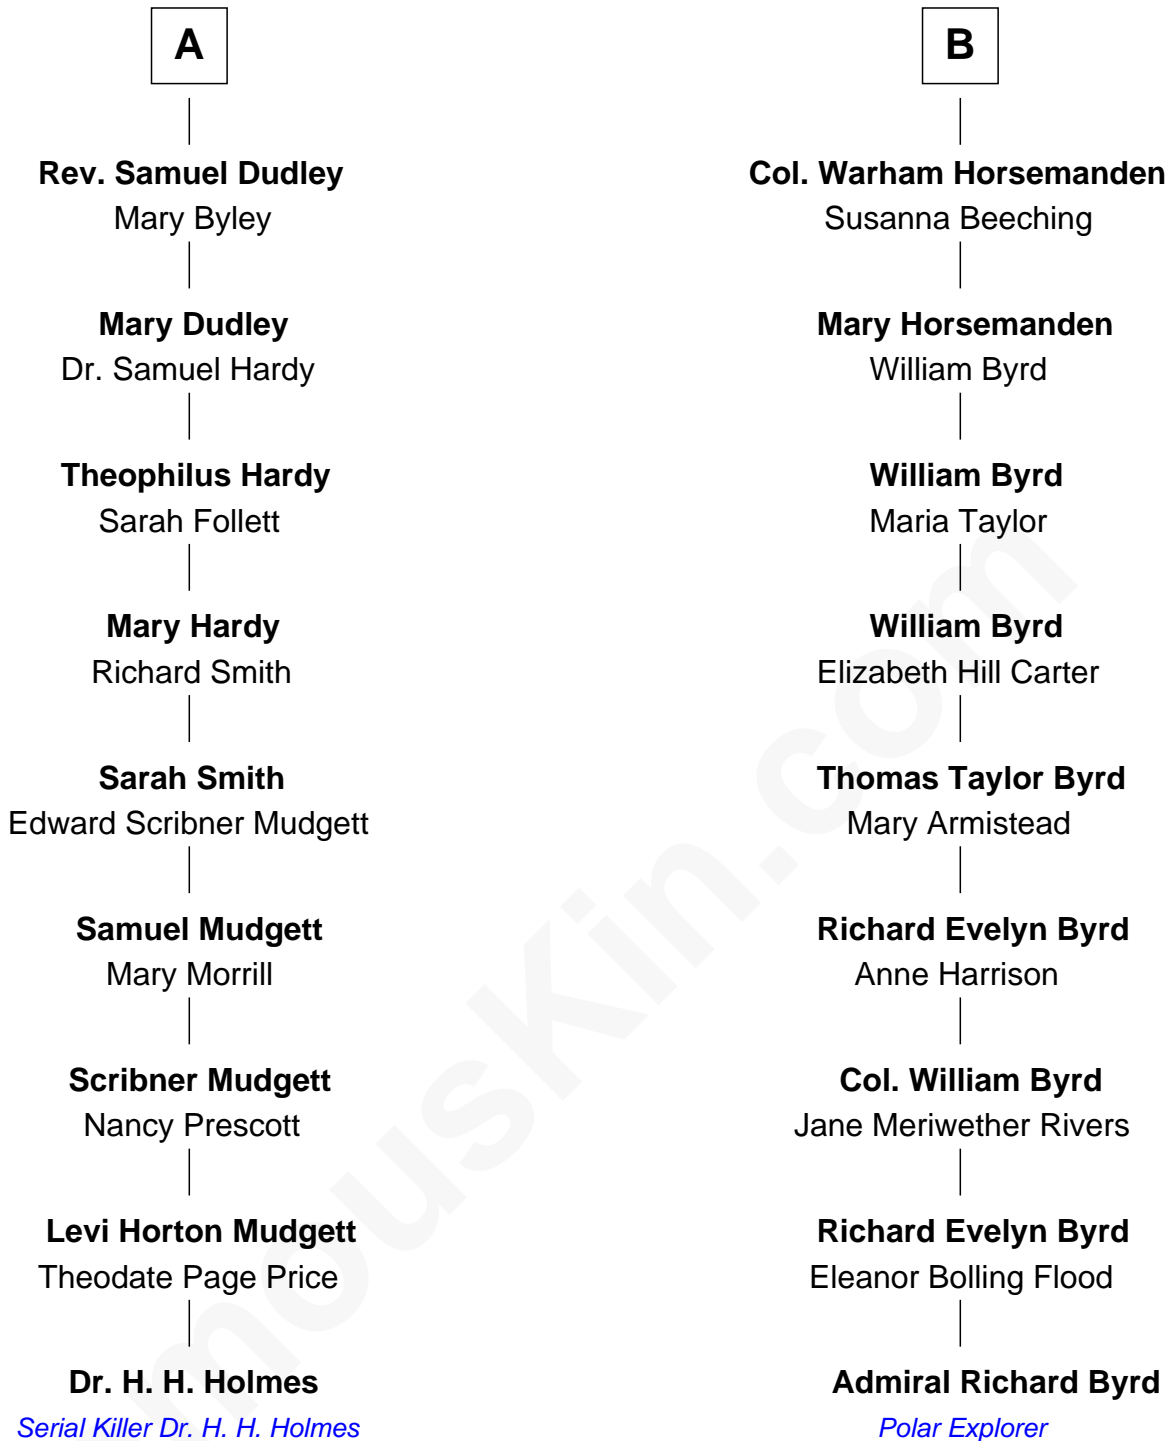 A
Rev. Samuel Dudley
Mary Byley
Mary Dudley
Dr. Samuel Hardy
Theophilus Hardy
Sarah Follett
Mary Hardy
Richard Smith
Sarah Smith
Edward Scribner Mudgett
Samuel Mudgett
Mary Morrill
Scribner Mudgett
Nancy Prescott
Levi Horton Mudgett
Theodate Page Price
Dr. H. H. Holmes
Serial Killer Dr. H. H. Holmes
B
Col. Warham Horsemanden
Susanna Beeching
Mary Horsemanden
William Byrd
William Byrd
Maria Taylor
William Byrd
Elizabeth Hill Carter
Thomas Taylor Byrd
Mary Armistead
Richard Evelyn Byrd
Anne Harrison
Col. William Byrd
Jane Meriwether Rivers
Richard Evelyn Byrd
Eleanor Bolling Flood
Admiral Richard Byrd
Polar Explorer
mousKin.com